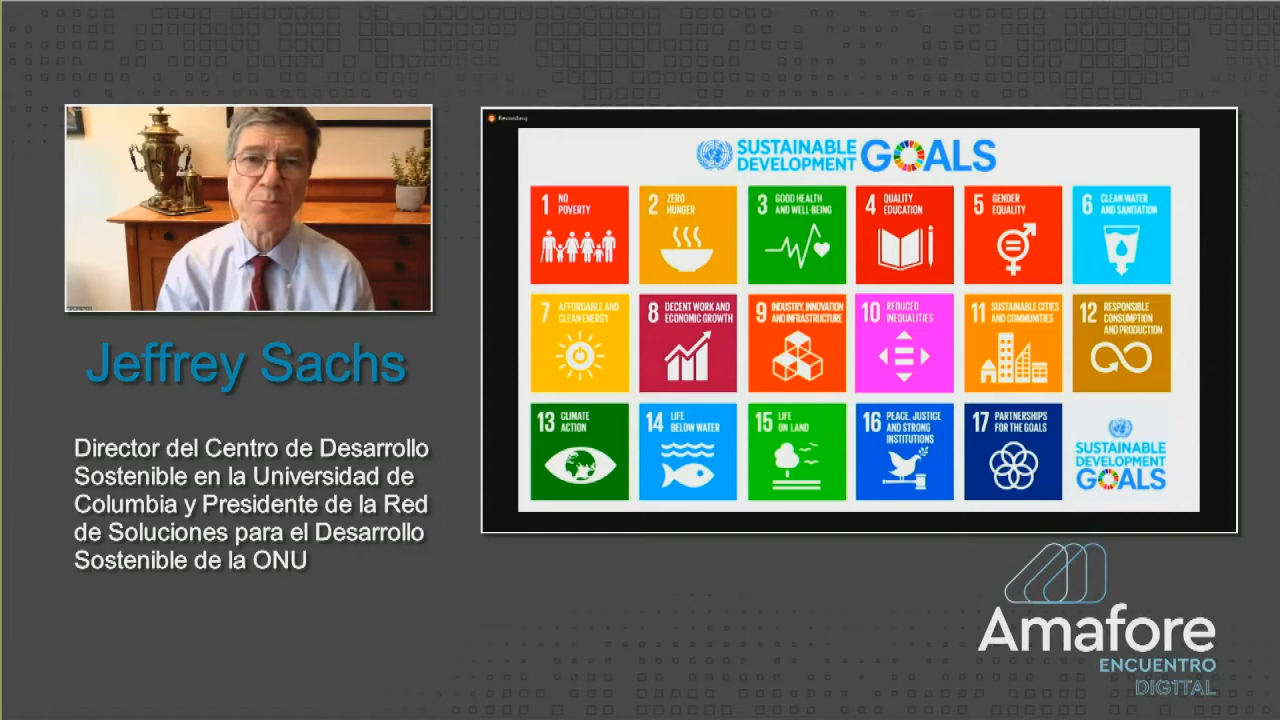 Recording
SUSTAINABLE
DEVELOPMENT
GOALS
1 NO
POVERTY
2 ZERO
HUNGER
3 GOOD HEALTH
AND WELL-BEING
4 QUALITY
EDUCATION
5 GENDER
EQUALITY
6 CLEAN WATER
AND SANITATION
7 AFFORDABLE AND
CLEAN ENERGY
8 DECENT WORK AND
ECONOMIC GROWTH
9 INDUSTRY, INNOVATION
AND INFRASTRUCTURE
10 REDUCED
INEQUALITIES
11 SUSTAINABLE CITIES
AND COMMUNITIES
12 RESPONSIBLE
CONSUMPTION
AND PRODUCTION
13 CLIMATE
ACTION
14 LIFE
BELOW WATER
15 LIFE
ON LAND
16 PEACE, JUSTICE
AND STRONG
INSTITUTIONS
17 PARTNERSHIPS
FOR THE GOALS
SUSTAINABLE
DEVELOPMENT
GOALS
Jeffrey Sachs
Director del Centro de Desarrollo
Sostenible en la Universidad de
Columbia y Presidente de la Red
de Soluciones para el Desarrollo
Sostenible de la ONU
Amafore
ENCUENTRO
DIG1TAL